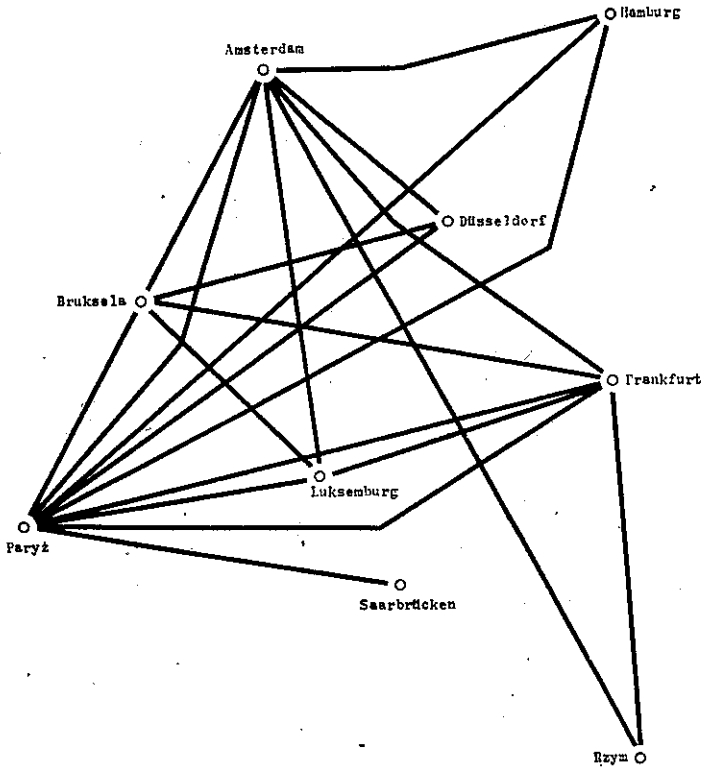 Hamburg
Amsterdam
Düsseldorf
Bruksela
Frankfurt
Luksemburg
Paryż
Saarbrücken
Rzym